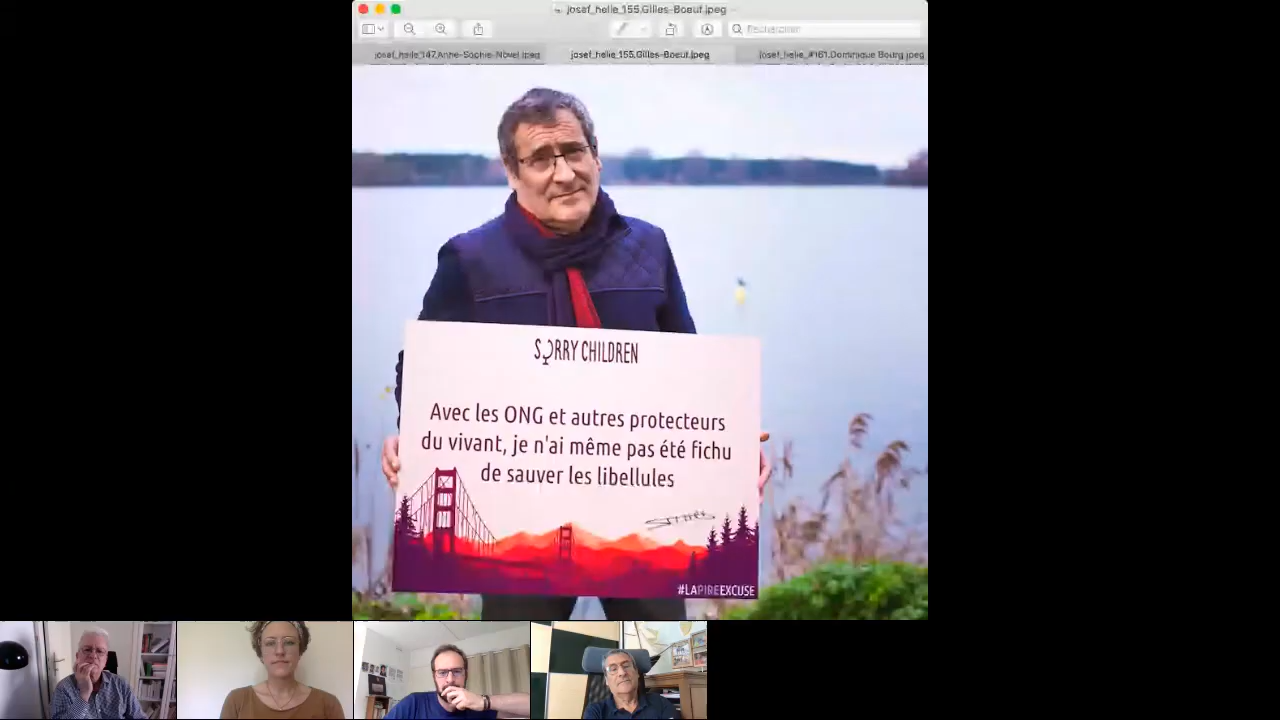 josef_helie_155.Gilles-Boeuf.jpeg
Rechercher
josef_helie_147.Anne-Sophie-Novel.jpeg
josef_helie_155.Gilles-Boeuf.jpeg
josef_helie_#161.Dominique Bourg.jpeg
SORRY CHILDREN
Avec les ONG et autres protecteurs
du vivant, je n'ai même pas été fichu
de sauver les libellules
#LAPIREEXCUSE